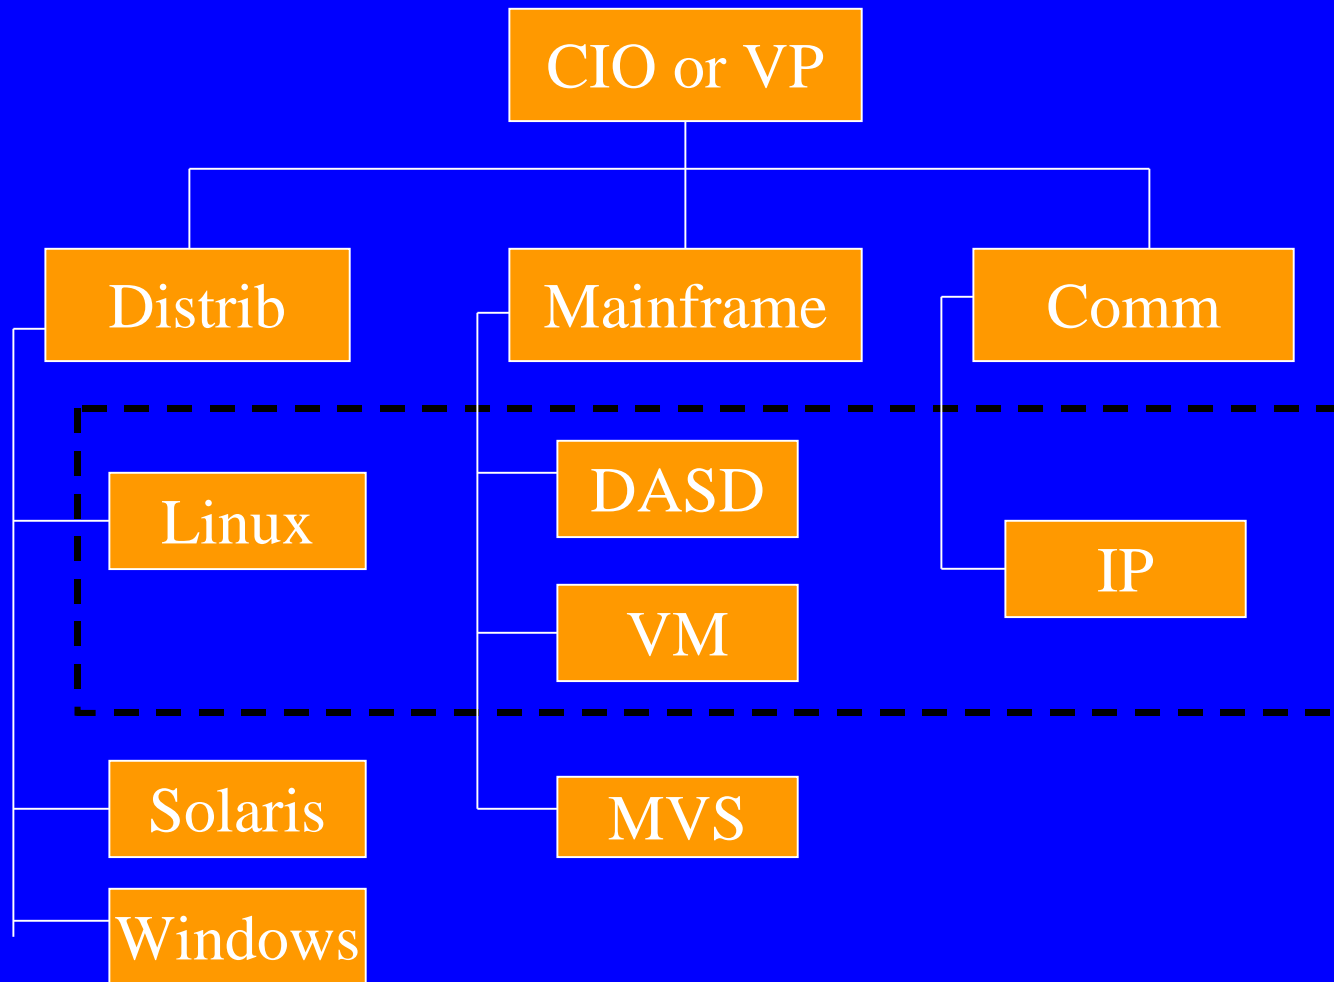 CIO or VP
Distrib
Mainframe
Comm
Linux
DASD
IP
VM
Solaris
MVS
Windows